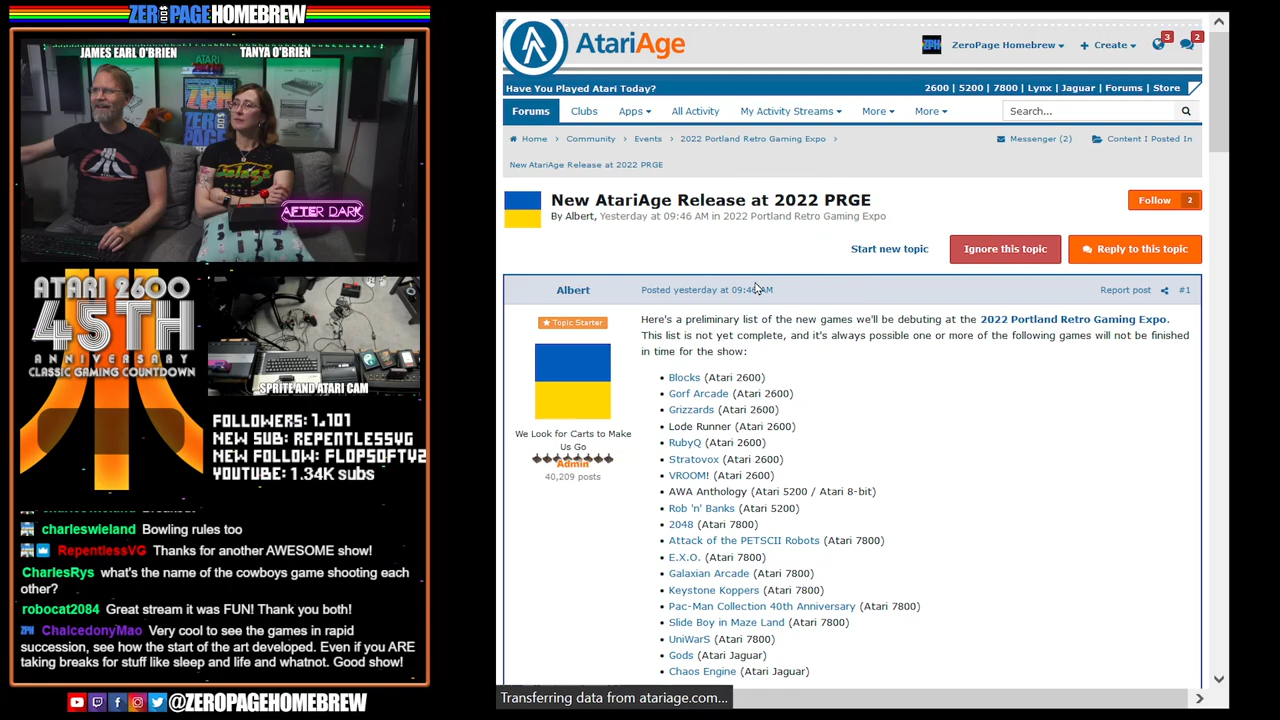 ZEROPAGEHOMEBREW
JAMES EARL O'BRIEN
TANYA O'BRIEN
ZPH
AFTER DARK
ATARI 2600
45TH
ANNIVERSARY
CLASSIC GAMING COUNTDOWN
SPRITE AND ATARI CAM
FOLLOWERS: 1,101
NEW SUB: REPENTLESSVG
NEW FOLLOW: FLOPSOFTV2
YOUTUBE: 1.34K subs
charleswieland Bowling rules too
RepentlessVG Thanks for another AWESOME show!
CharlesRys what's the name of the cowboys game shooting each
other?
robocat2084 Great stream it was FUN! Thank you both!
ChalcedonyMao Very cool to see the games in rapid
succession, see how the start of the art developed. Even if you ARE
taking breaks for stuff like sleep and life and whatnot. Good show!
@ZEROPAGEHOMEBREW
AtariAge
ZPH ZeroPage Homebrew
+ Create
3
2
Have You Played Atari Today?
2600 | 5200 | 7800 | Lynx | Jaguar | Forums | Store
Forums Clubs Apps All Activity My Activity Streams More More Search...
Home > Community > Events > 2022 Portland Retro Gaming Expo >
Messenger (2) Content I Posted In
New AtariAge Release at 2022 PRGE
New AtariAge Release at 2022 PRGE
By Albert, Yesterday at 09:46 AM in 2022 Portland Retro Gaming Expo
Follow 2
Start new topic Ignore this topic Reply to this topic
Albert
Posted yesterday at 09:46 AM
Report post #1
★ Topic Starter
We Look for Carts to Make
Us Go
Admin
40,209 posts
Here's a preliminary list of the new games we'll be debuting at the 2022 Portland Retro Gaming Expo.
This list is not yet complete, and it's always possible one or more of the following games will not be finished
in time for the show:
• Blocks (Atari 2600)
• Gorf Arcade (Atari 2600)
• Grizzards (Atari 2600)
• Lode Runner (Atari 2600)
• RubyQ (Atari 2600)
• Stratovox (Atari 2600)
• VROOM! (Atari 2600)
• AWA Anthology (Atari 5200 / Atari 8-bit)
• Rob 'n' Banks (Atari 5200)
• 2048 (Atari 7800)
• Attack of the PETSCII Robots (Atari 7800)
• E.X.O. (Atari 7800)
• Galaxian Arcade (Atari 7800)
• Keystone Koppers (Atari 7800)
• Pac-Man Collection 40th Anniversary (Atari 7800)
• Slide Boy in Maze Land (Atari 7800)
• UniWarS (Atari 7800)
• Gods (Atari Jaguar)
• Chaos Engine (Atari Jaguar)
Transferring data from atariage.com...